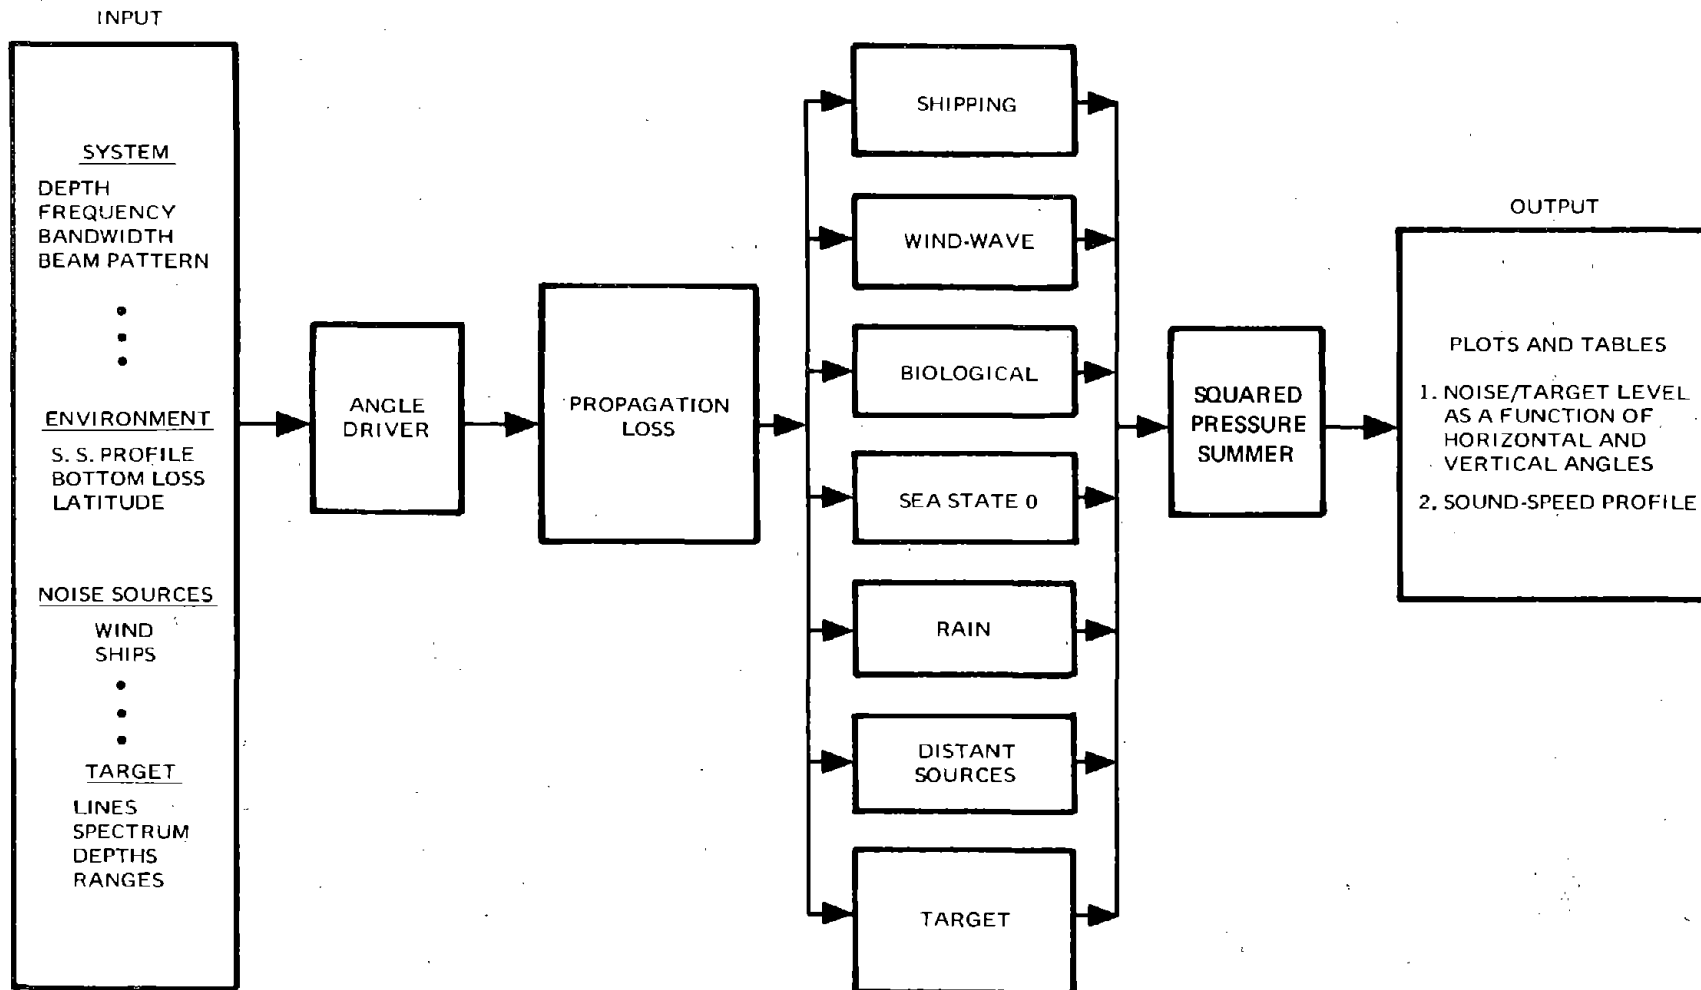 INPUT
SYSTEM
DEPTH
FREQUENCY
BANDWIDTH
BEAM PATTERN
ENVIRONMENT
S. S. PROFILE
BOTTOM LOSS
LATITUDE
NOISE SOURCES
WIND
SHIPS
TARGET
LINES
SPECTRUM
DEPTHS
RANGES
ANGLE
DRIVER
PROPAGATION
LOSS
SHIPPING
WIND-WAVE
BIOLOGICAL
SEA STATE 0
RAIN
DISTANT
SOURCES
TARGET
SQUARED
PRESSURE
SUMMER
OUTPUT
PLOTS AND TABLES
1. NOISE/TARGET LEVEL
AS A FUNCTION OF
HORIZONTAL AND
VERTICAL ANGLES
2. SOUND-SPEED PROFILE